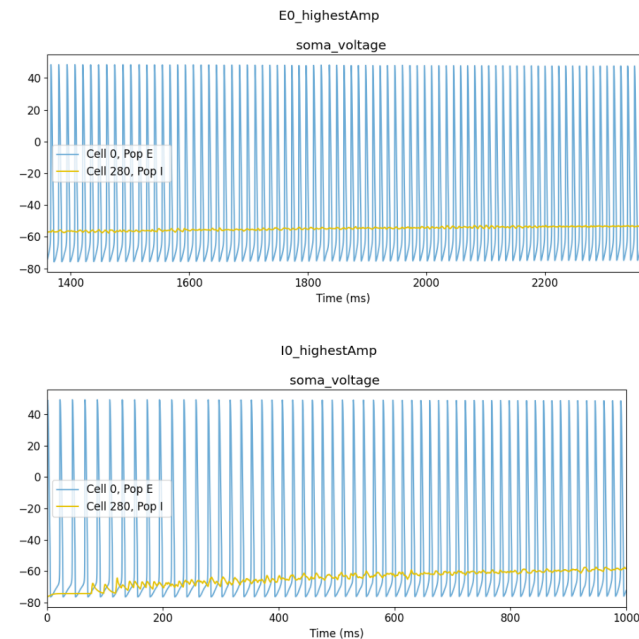 E0_highestAmp
soma_voltage
40
20
0
−20
−40
−60
−80
Cell 0, Pop E
Cell 280, Pop I
1400 1600 1800 2000 2200
Time (ms)
I0_highestAmp
soma_voltage
40
20
0
−20
−40
−60
−80
Cell 0, Pop E
Cell 280, Pop I
0 200 400 600 800 1000
Time (ms)